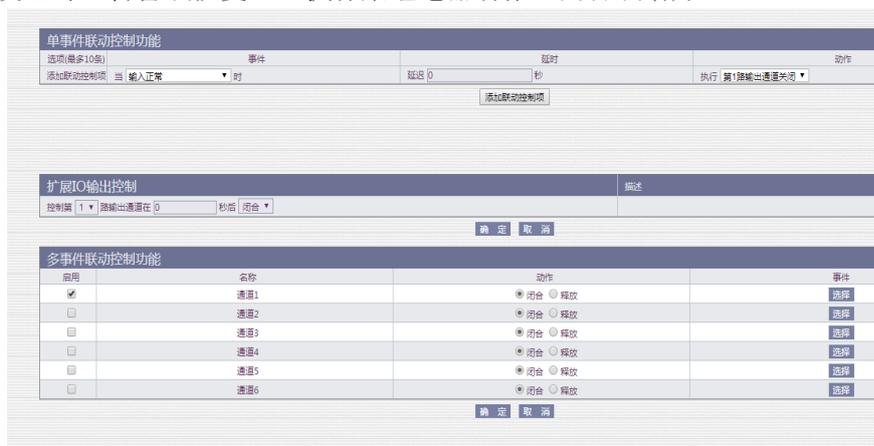 单事件联动控制功能
选项(最多10条) 事件 延时 动作
添加联动控制项 当 输入正常 时 延迟 0 秒 执行 第1路输出通道关闭
添加联动控制项
扩展IO输出控制 描述
控制第 1 路输出通道在 0 秒后 闭合
确 定 取 消
多事件联动控制功能
启用 名称 动作 事件
通道1 闭合 释放 选择
通道2 闭合 释放 选择
通道3 闭合 释放 选择
通道4 闭合 释放 选择
通道5 闭合 释放 选择
通道6 闭合 释放 选择
确 定 取 消